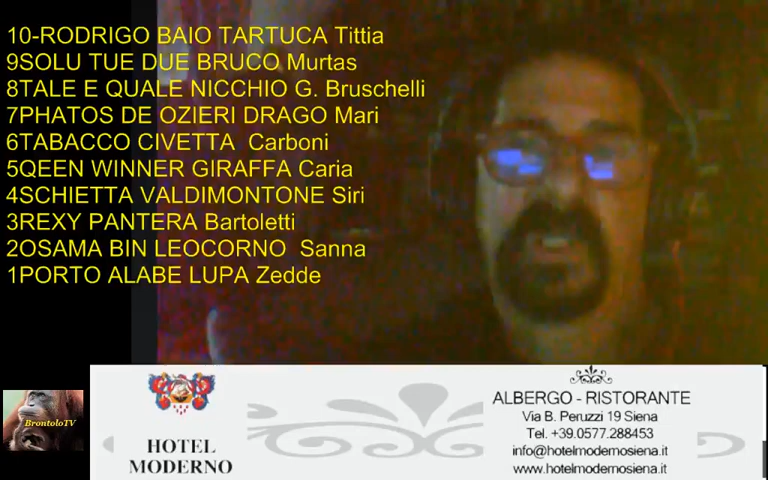 10-RODRIGO BAIO TARTUCA Tittia
9SOLU TUE DUE BRUCO Murtas
8TALE E QUALE NICCHIO G. Bruschelli
7PHATOS DE OZIERI DRAGO Mari
6TABACCO CIVETTA Carboni
5QEEN WINNER GIRAFFA Caria
4SCHIETTA VALDIMONTONE Siri
3REXY PANTERA Bartoletti
2OSAMA BIN LEOCORNO Sanna
1PORTO ALABE LUPA Zedde
BrontoloTV
HOTEL
MODERNO
ALBERGO - RISTORANTE
Via B. Peruzzi 19 Siena
Tel. +39.0577.288453
info@hotelmodernosiena.it
www.hotelmodernosiena.it